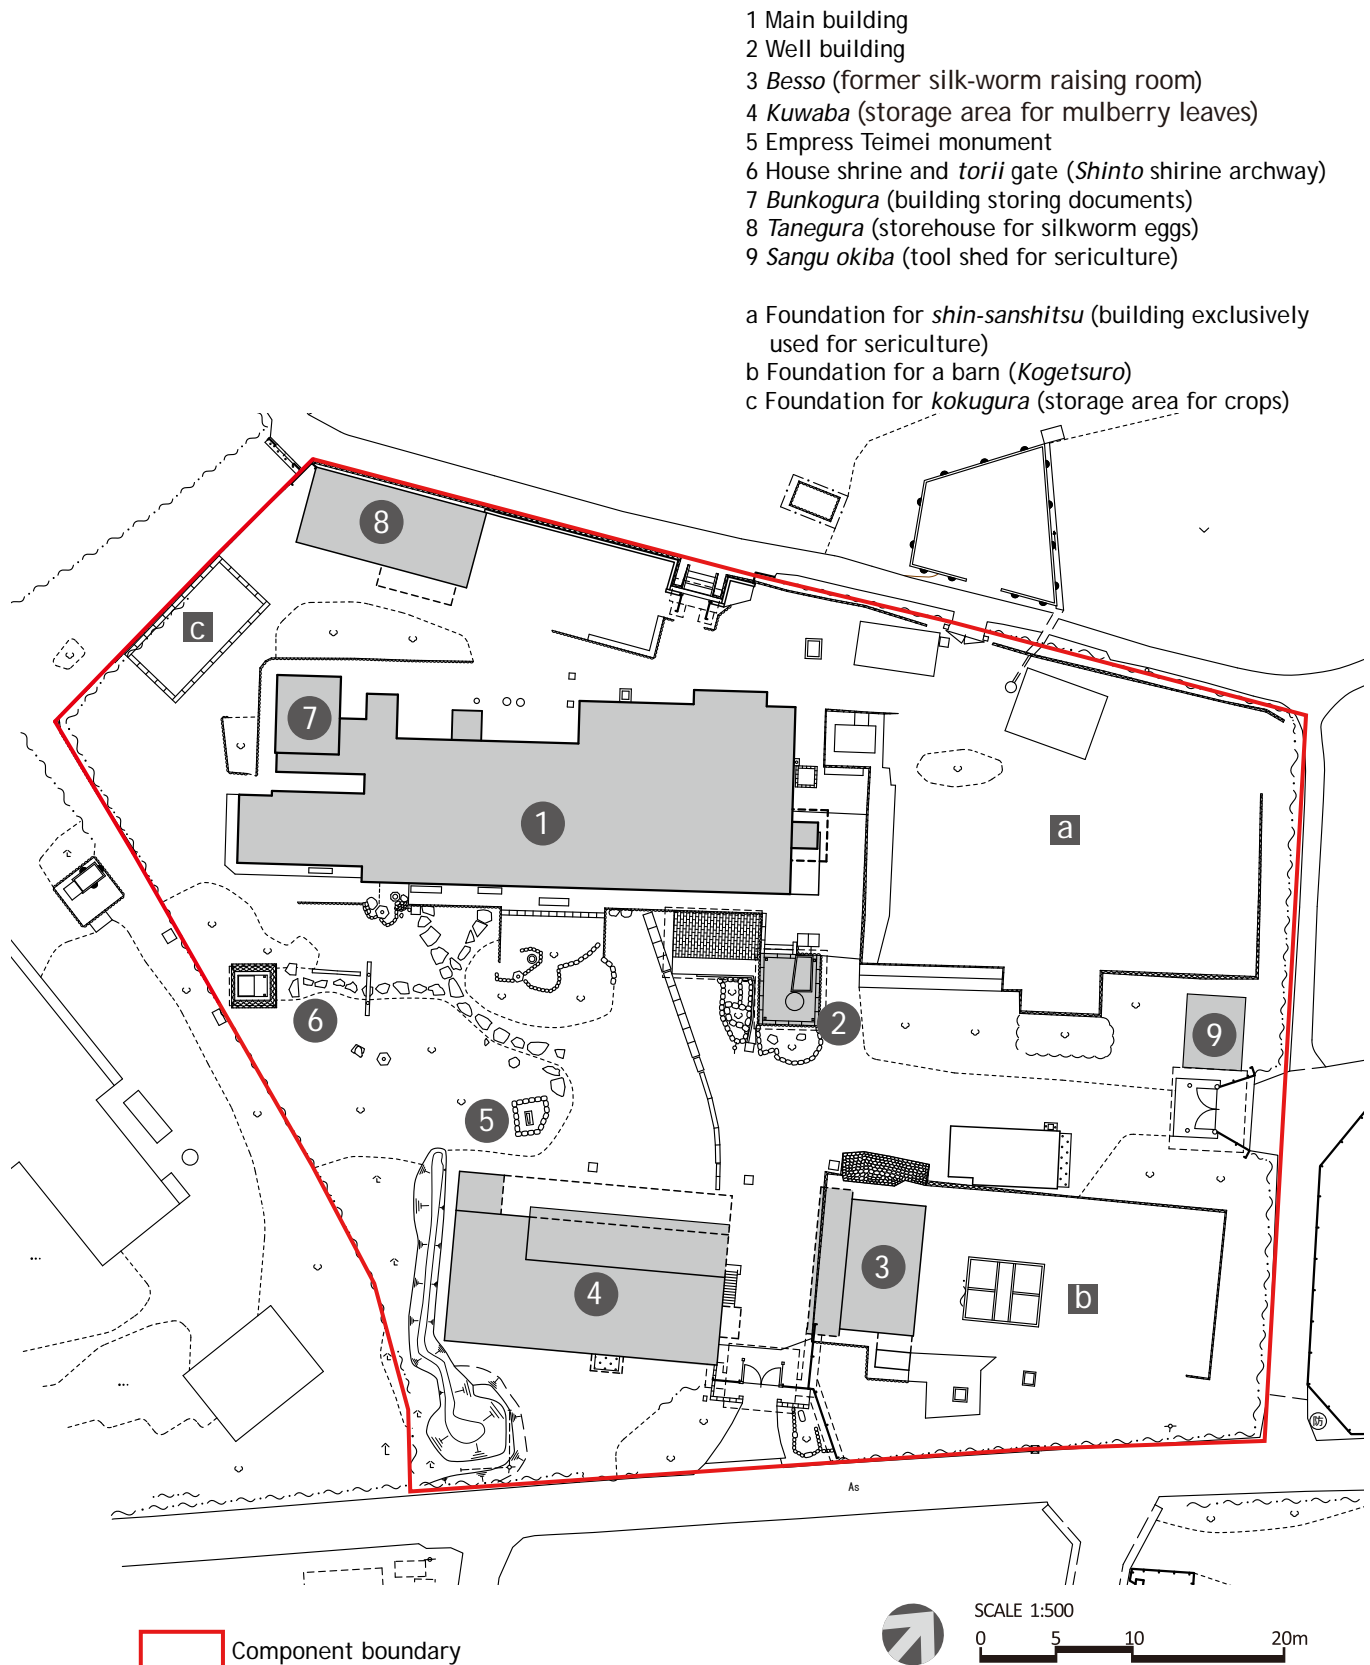 1 Main building
2 Well building
3 Besso (former silk-worm raising room)
4 Kuwaba (storage area for mulberry leaves)
5 Empress Teimei monument
6 House shrine and torii gate (Shinto shirine archway)
7 Bunkogura (building storing documents)
8 Tanegura (storehouse for silkworm eggs)
9 Sangu okiba (tool shed for sericulture)
a Foundation for shin-sanshitsu (building exclusively
used for sericulture)
b Foundation for a barn (Kogetsuro)
c Foundation for kokugura (storage area for crops)
8
c
7
1
a
6
2
9
5
3
4
b
防
As
Component boundary
SCALE 1:500
0 5 10 20m